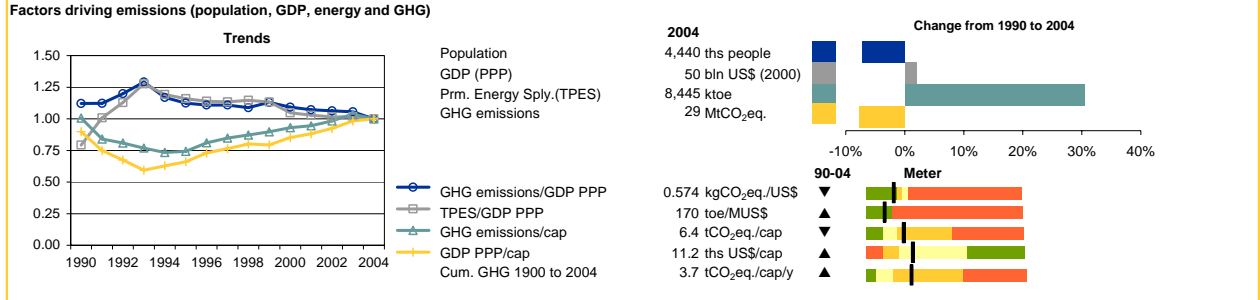 Factors driving emissions (population, GDP, energy and GHG)
Trends
1.50
1.25
1.00
0.75
0.50
0.25
0.00
1990 1992 1994 1996 1998 2000 2002 2004
2004
Population 4,440 ths people
GDP (PPP) 50 bln US$ (2000)
Prm. Energy Sply.(TPES) 8,445 ktoe
GHG emissions 29 MtCO₂eq.
Change from 1990 to 2004
-10% 0% 10% 20% 30% 40%
90-04 Meter
GHG emissions/GDP PPP 0.574 kgCO₂eq./US$ ▼
TPES/GDP PPP 170 toe/MUS$ ▲
GHG emissions/cap 6.4 tCO₂eq./cap ▼
GDP PPP/cap 11.2 ths US$/cap ▲
Cum. GHG 1900 to 2004 3.7 tCO₂eq./cap/y ▲